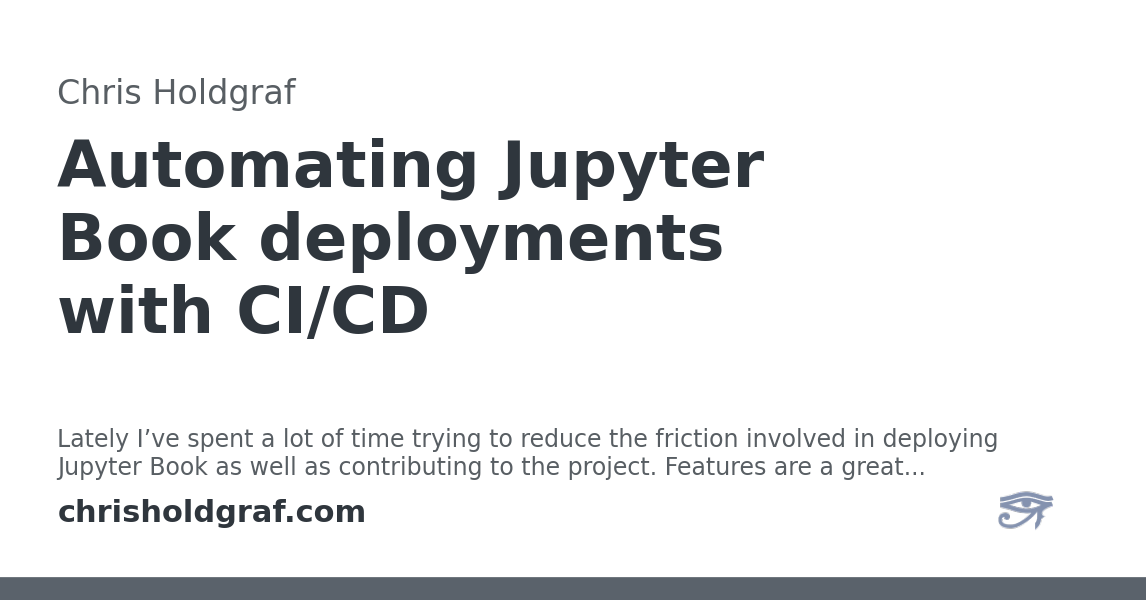 Chris Holdgraf
Automating Jupyter
Book deployments
with CI/CD
Lately I’ve spent a lot of time trying to reduce the friction involved in deploying
Jupyter Book as well as contributing to the project. Features are a great...
chrisholdgraf.com